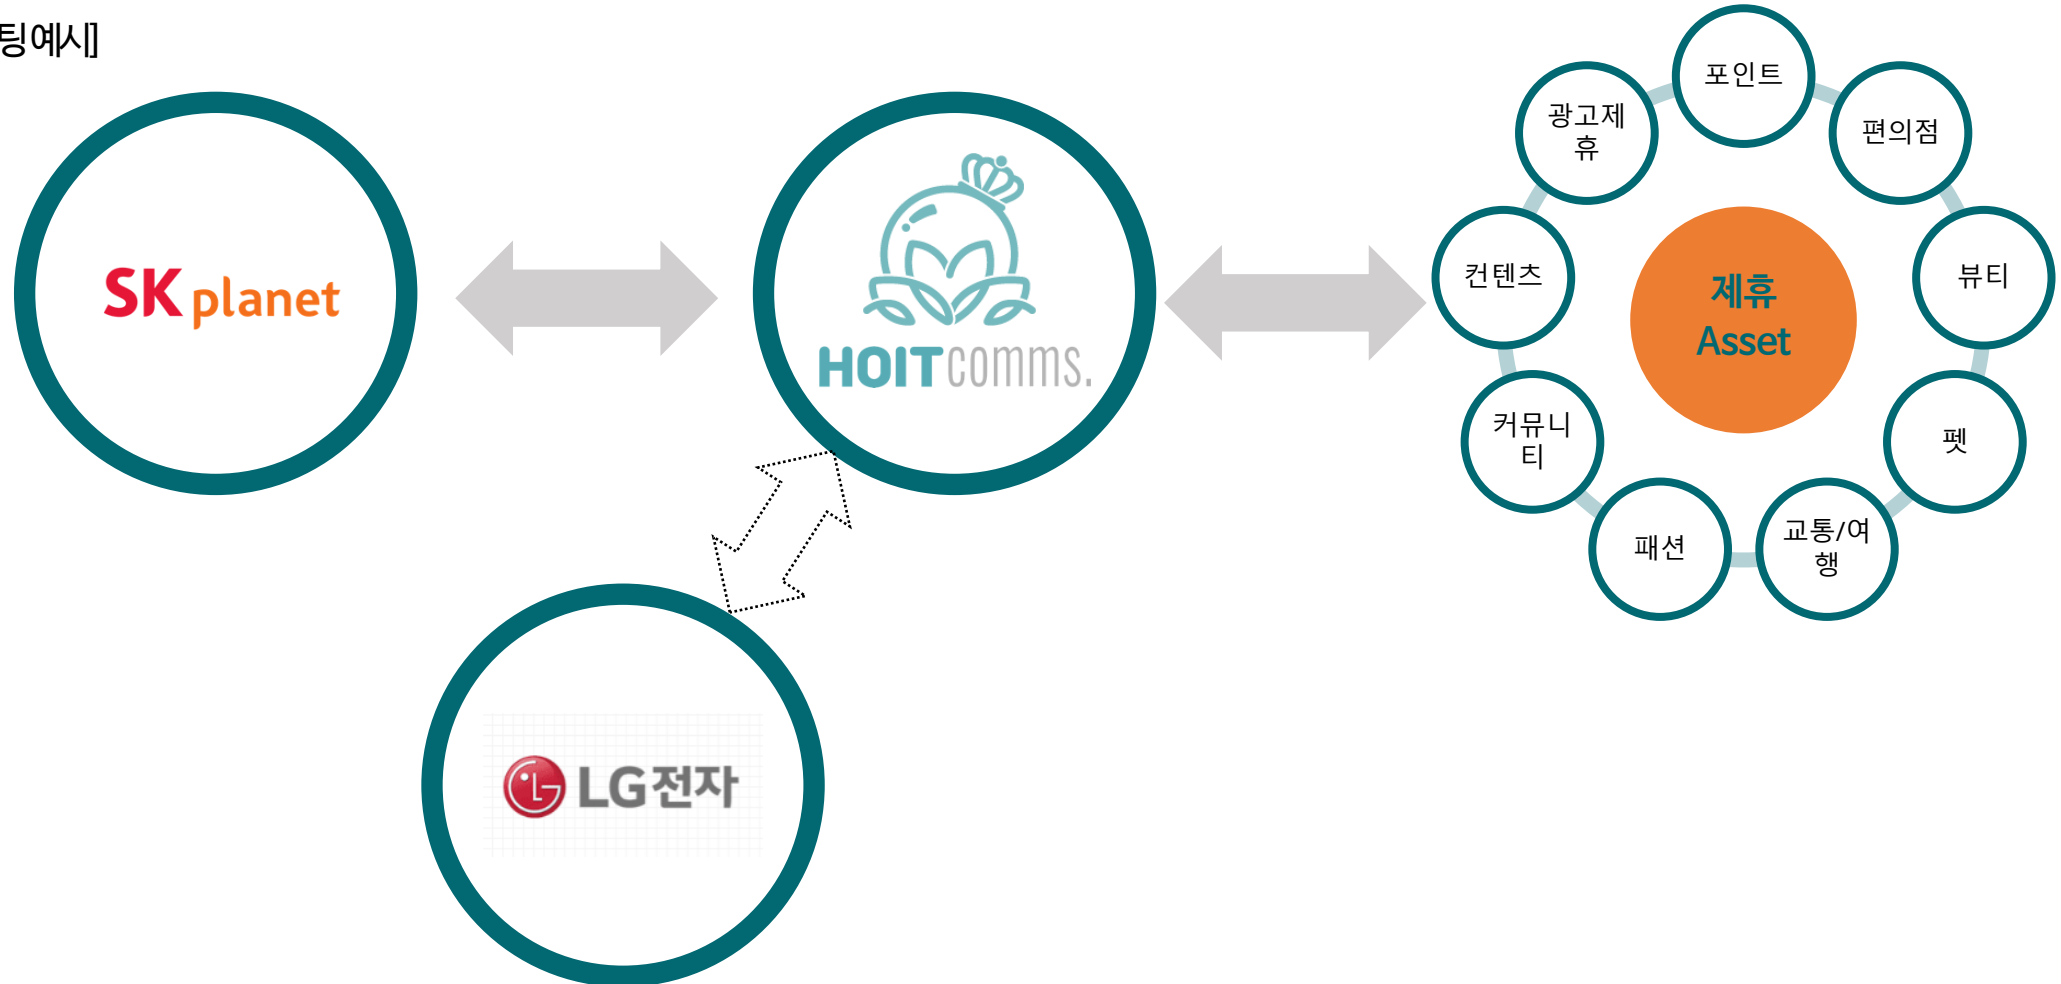 팅예시]
SK planet
HOIT comms.
LG전자
제휴
Asset
포인트
편의점
뷰티
펫
교통/여
행
패션
커뮤니
티
컨텐츠
광고제
휴